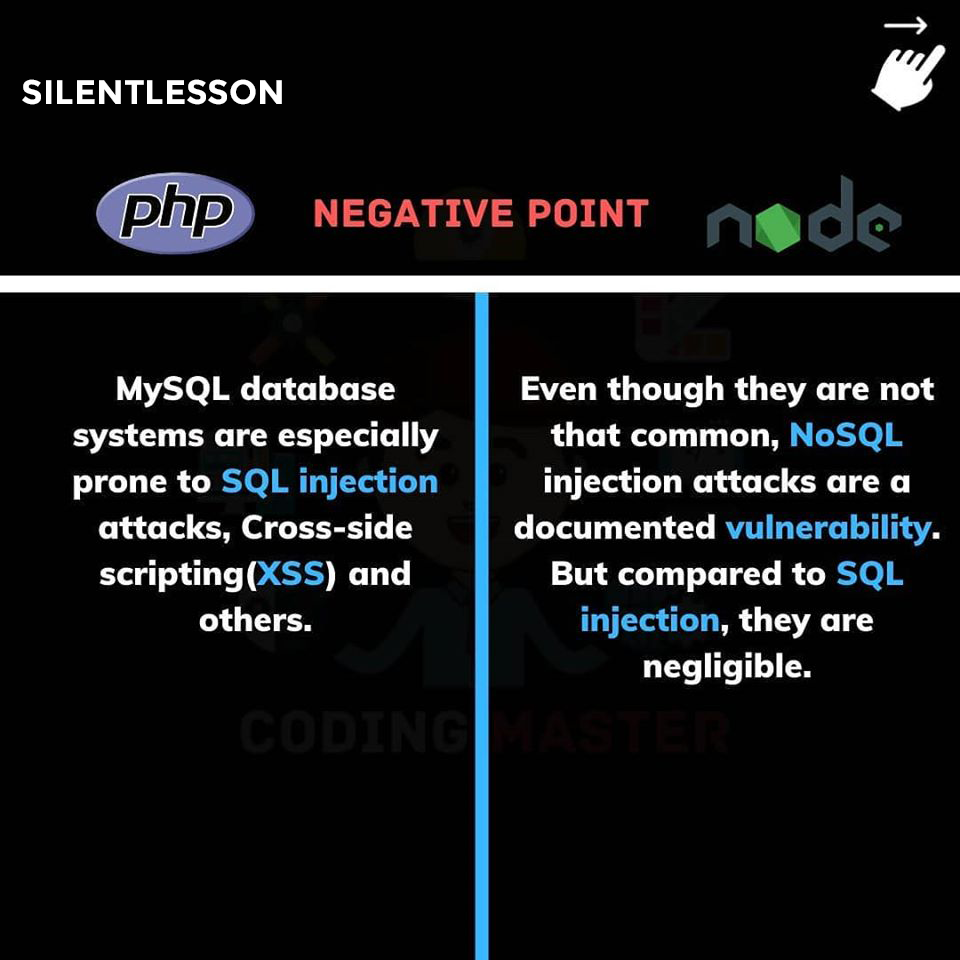 SILENTLESSON
php
NEGATIVE POINT
node
MySQL database
systems are especially
prone to SQL injection
attacks, Cross-side
scripting(XSS) and
others.
Even though they are not
that common, NoSQL
injection attacks are a
documented vulnerability.
But compared to SQL
injection, they are
negligible.
CODING MASTER